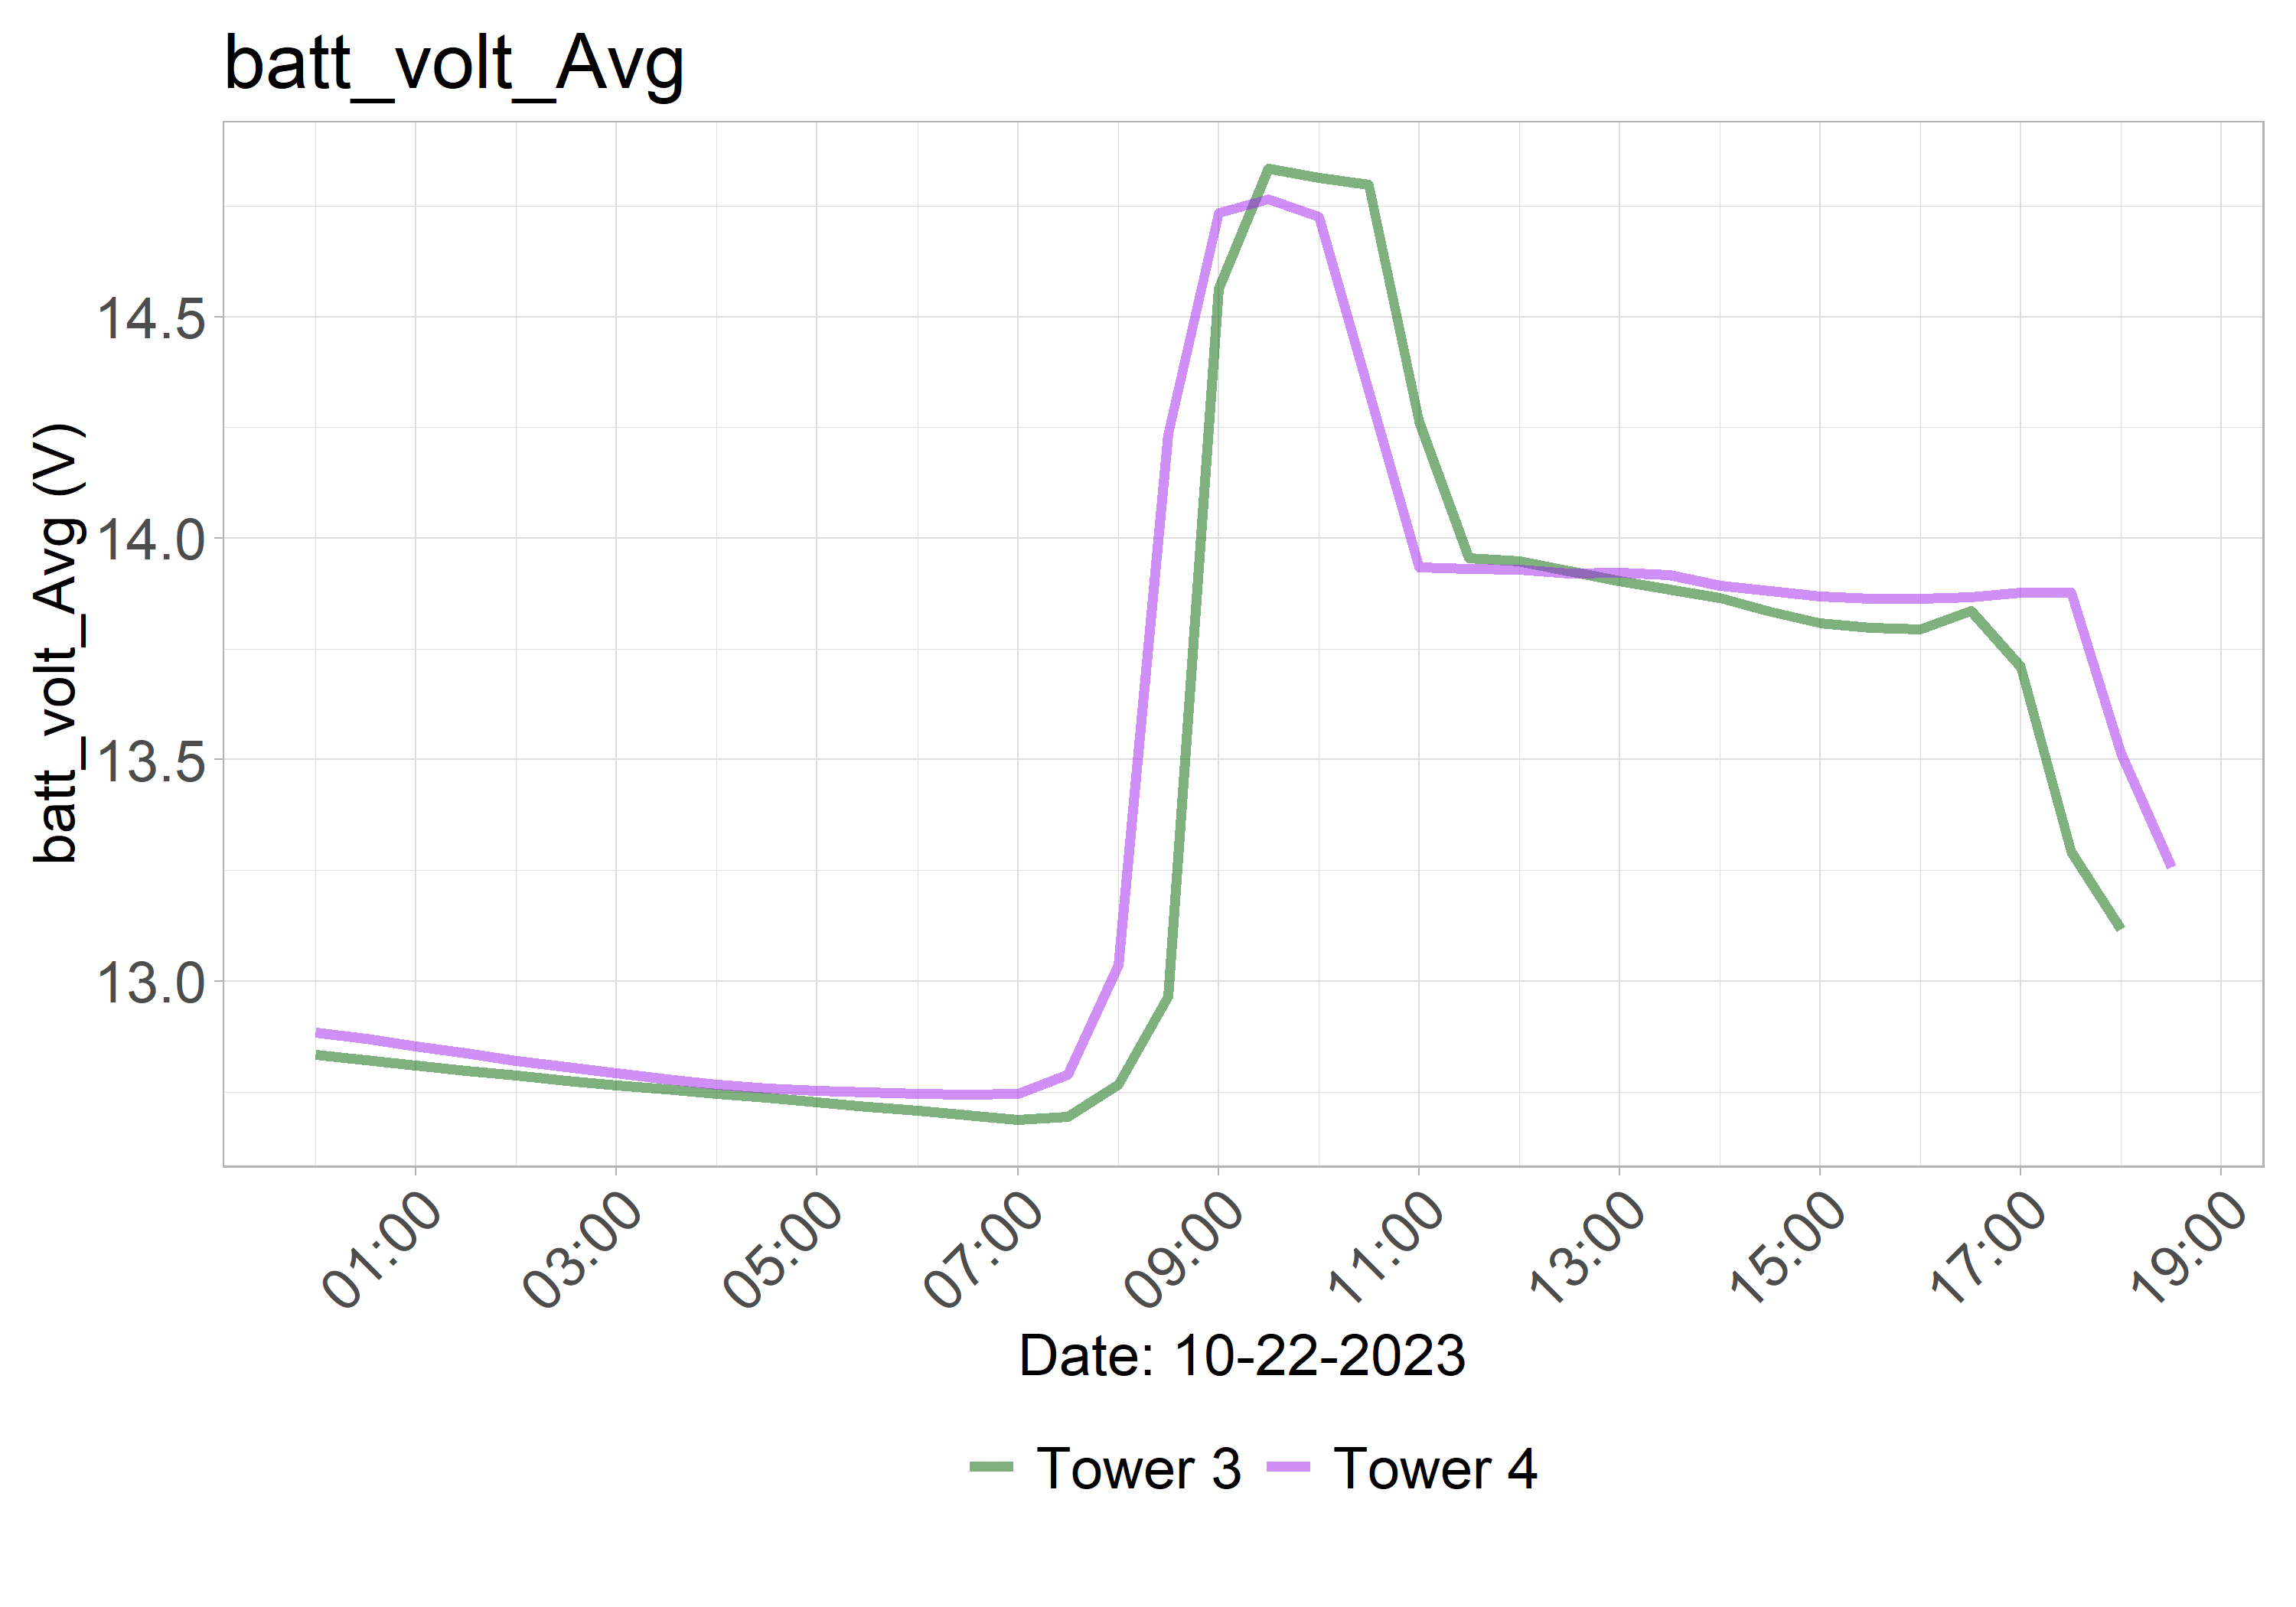 batt_volt_Avg
batt_volt_Avg (V)
14.5
14.0
13.5
13.0
01:00 03:00 05:00 07:00 09:00 11:00 13:00 15:00 17:00 19:00
Date: 10-22-2023
Tower 3 Tower 4